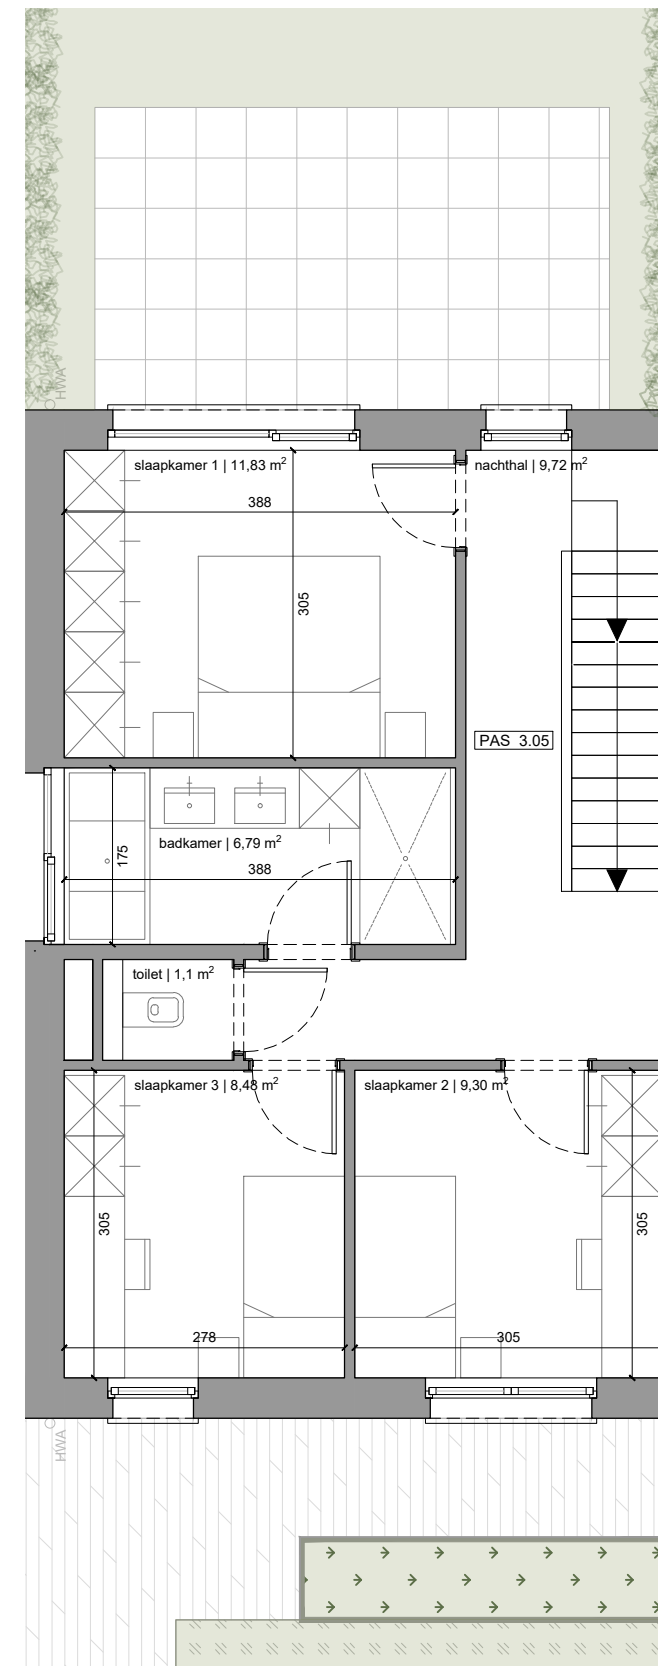 HWA
slaapkamer 1 | 11,83 m²
nachthal | 9,72 m²
388
305
PAS 3.05
badkamer | 6,79 m²
175
388
toilet | 1,1 m²
slaapkamer 3 | 8,48 m²
slaapkamer 2 | 9,30 m²
305
305
278
305
HWA